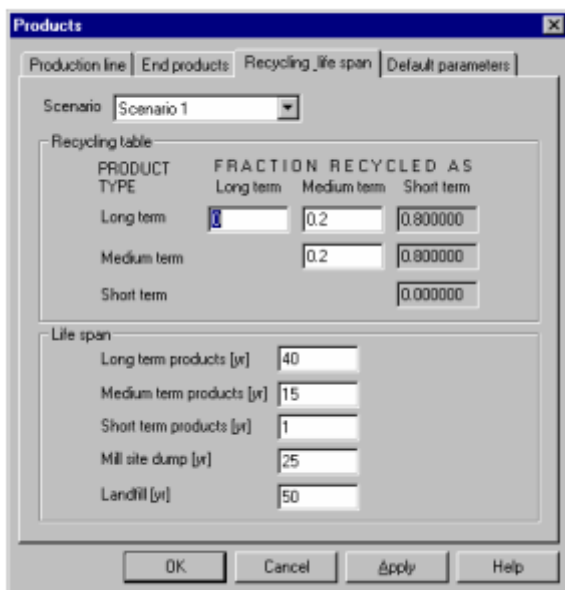 Products
Production line End products Recycling_life span Default parameters
Scenario Scenario 1
Recycling table
PRODUCT FRACTION RECYCLED AS
TYPE Long term Medium term Short term
Long term 0 0.2 0.800000
Medium term 0.2 0.800000
Short term 0.000000
Life span
Long term products [yr] 40
Medium term products [yr] 15
Short term products [yr] 1
Mill site dump [yr] 25
Landfill [yr] 50
OK Cancel Apply Help